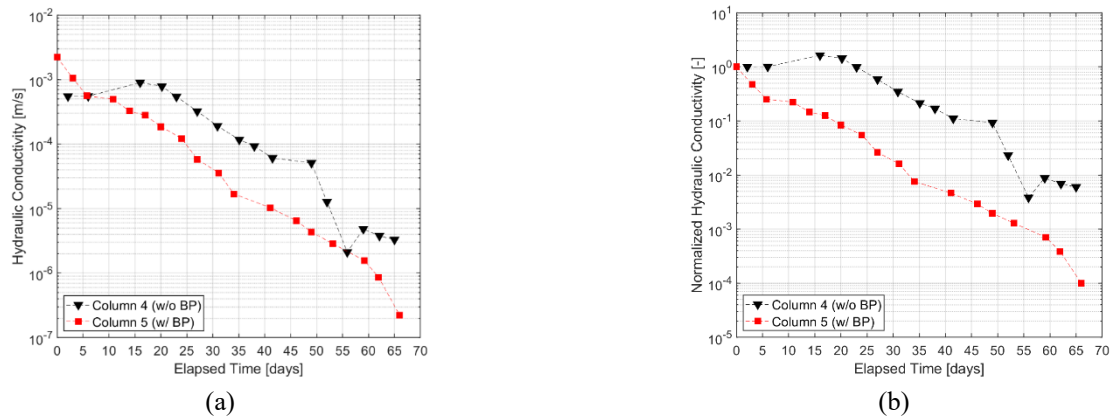 10^-2
10^-3
10^-4
10^-5
10^-6
10^-7
Hydraulic Conductivity [m/s]
Column 4 (w/o BP)
Column 5 (w/ BP)
0 5 10 15 20 25 30 35 40 45 50 55 60 65 70
Elapsed Time [days]
(a)
10^1
10^0
10^-1
10^-2
10^-3
10^-4
10^-5
Normalized Hydraulic Conductivity [-]
Column 4 (w/o BP)
Column 5 (w/ BP)
0 5 10 15 20 25 30 35 40 45 50 55 60 65 70
Elapsed Time [days]
(b)